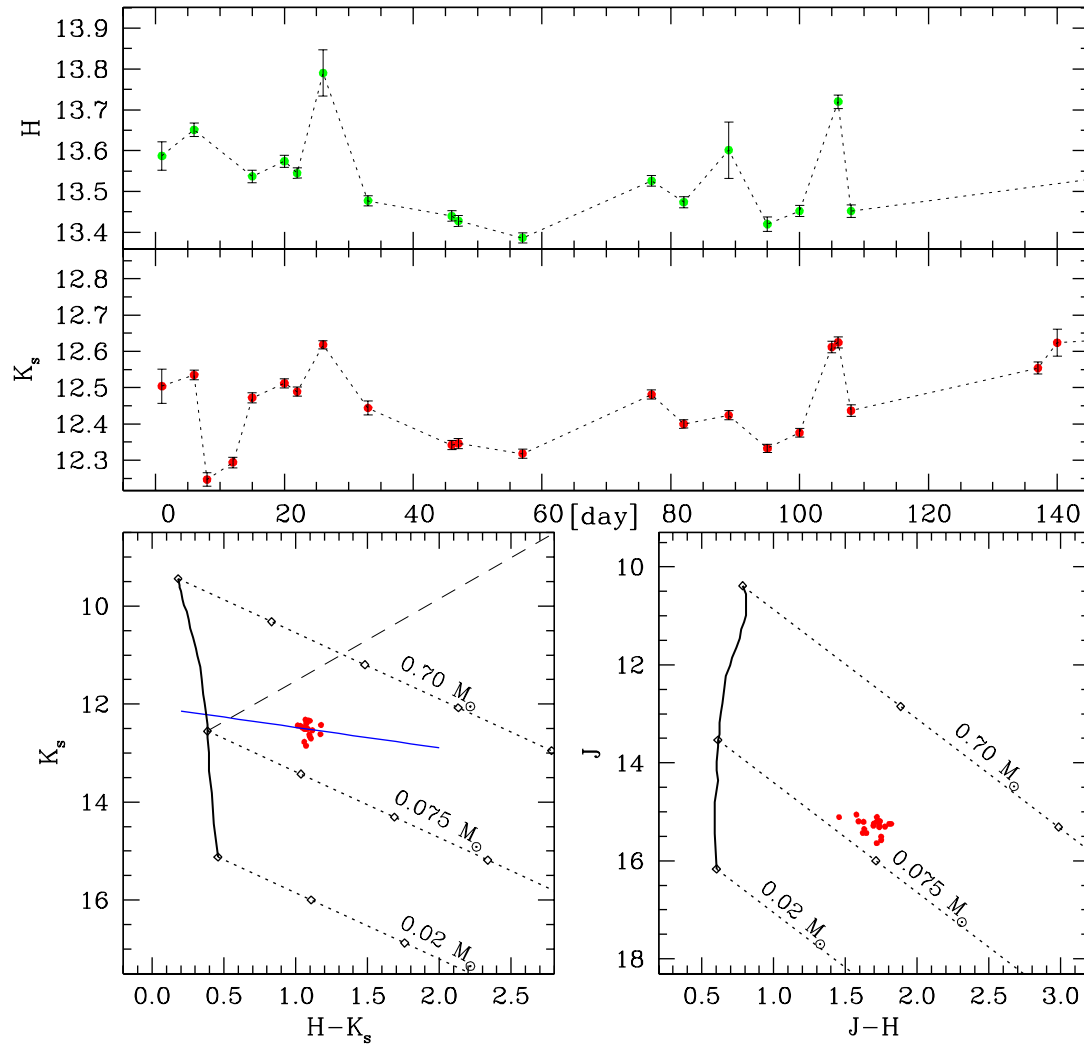 13.9
13.8
13.7
13.6
13.5
13.4
H
12.8
12.7
12.6
12.5
12.4
12.3
Kₛ
0 20 40 60 [day] 80 100 120 140
10
12
14
16
Kₛ
0.70 M⊙
0.075 M⊙
0.02 M⊙
0.0 0.5 1.0 1.5 2.0 2.5
H−Kₛ
10
12
14
16
18
J
0.70 M⊙
0.075 M⊙
0.02 M⊙
0.5 1.0 1.5 2.0 2.5 3.0
J−H